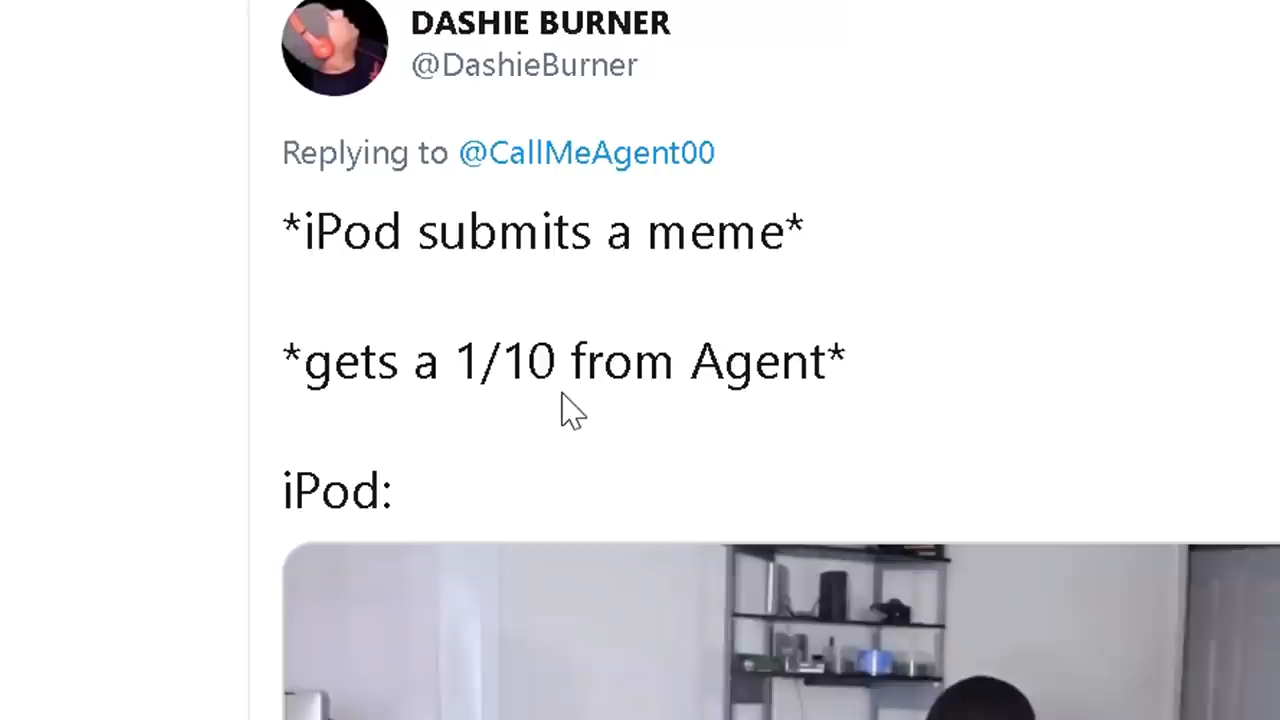 DASHIE BURNER
@DashieBurner
Replying to @CallMeAgent00
*iPod submits a meme*
*gets a 1/10 from Agent*
iPod: